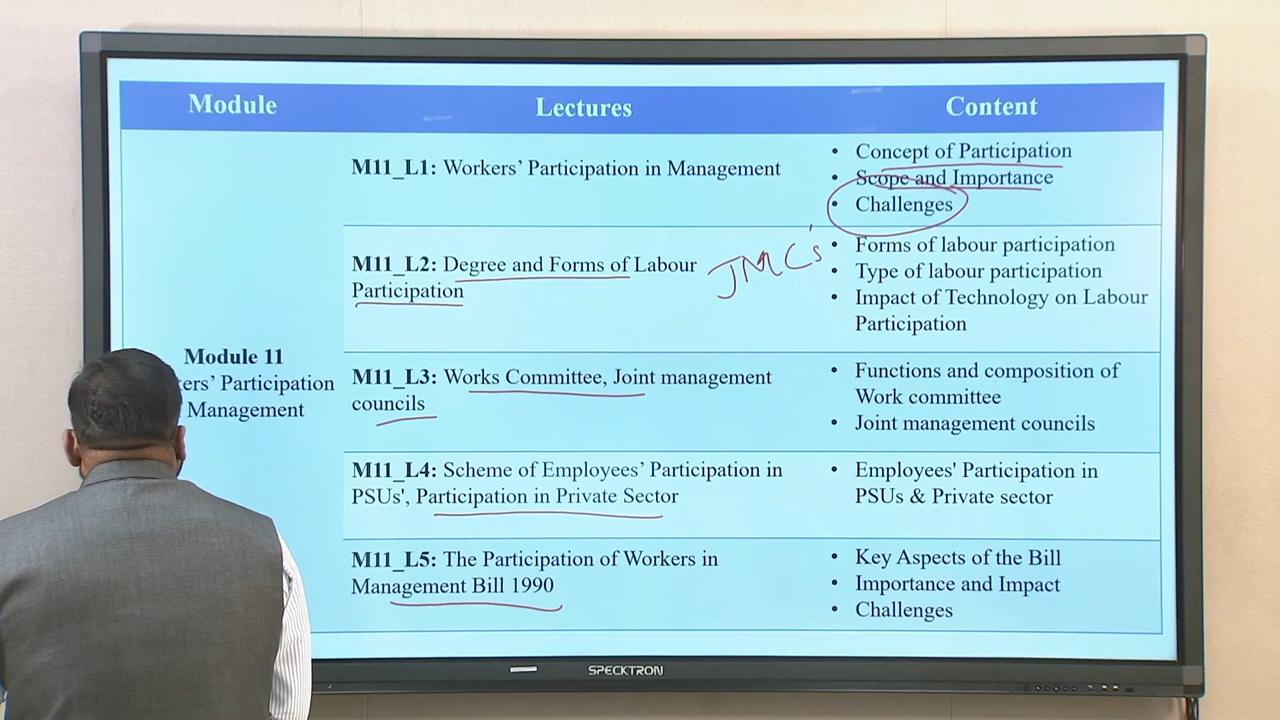 Module
Lectures
Content
M11_L1: Workers' Participation in Management
• Concept of Participation
• Scope and Importance
• Challenges
M11_L2: Degree and Forms of Labour
Participation
JMC's
• Forms of labour participation
• Type of labour participation
• Impact of Technology on Labour
Participation
Module 11
kers' Participation
Management
M11_L3: Works Committee, Joint management
councils
• Functions and composition of
Work committee
• Joint management councils
M11_L4: Scheme of Employees' Participation in
PSUs', Participation in Private Sector
• Employees' Participation in
PSUs & Private sector
M11_L5: The Participation of Workers in
Management Bill 1990
• Key Aspects of the Bill
• Importance and Impact
• Challenges
SPECKTRON